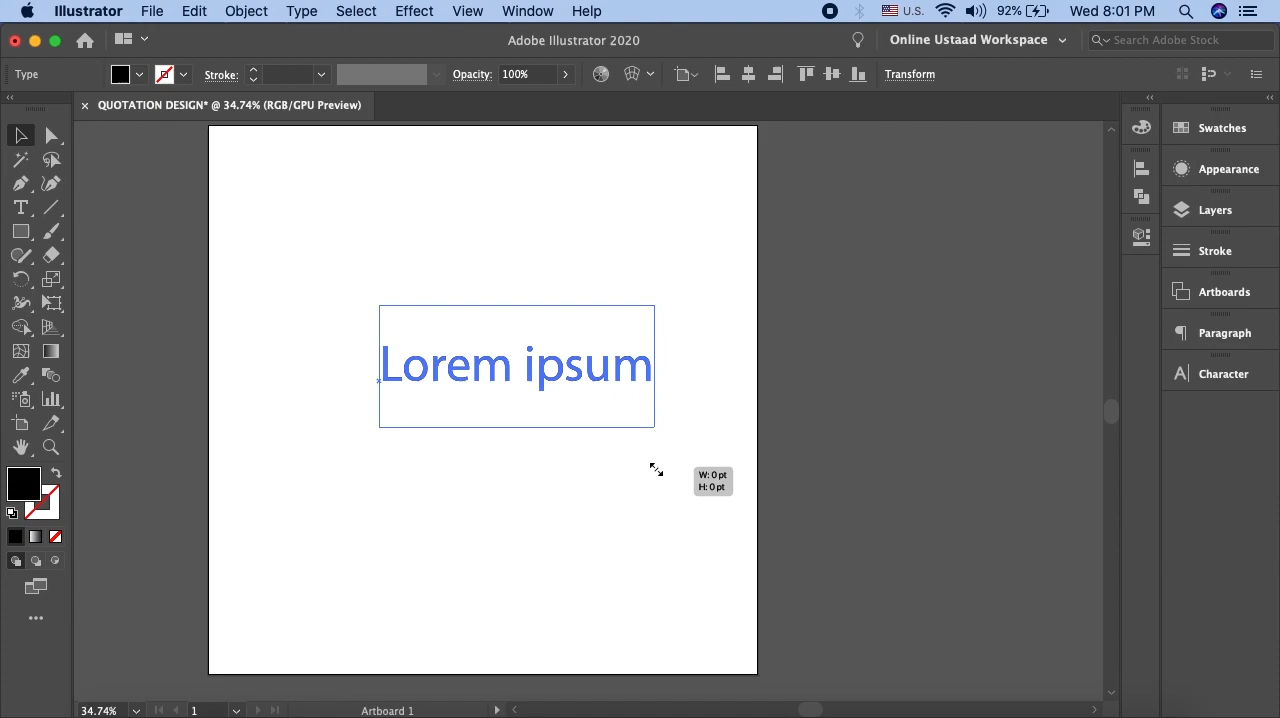 Illustrator File Edit Object Type Select Effect View Window Help U.S. 92% Wed 8:01 PM
Adobe Illustrator 2020 Online Ustaad Workspace Search Adobe Stock
Type Stroke: Opacity: 100% Transform
× QUOTATION DESIGN* @ 34.74% (RGB/GPU Preview)
Swatches
Appearance
Layers
Stroke
Artboards
Paragraph
Character
Lorem ipsum
W: 0 pt
H: 0 pt
34.74% 1 Artboard 1